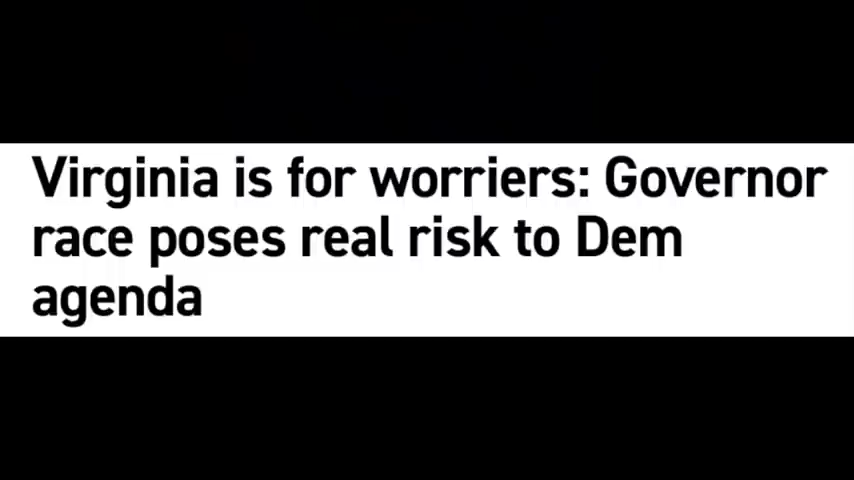 Virginia is for worriers: Governor
race poses real risk to Dem
agenda